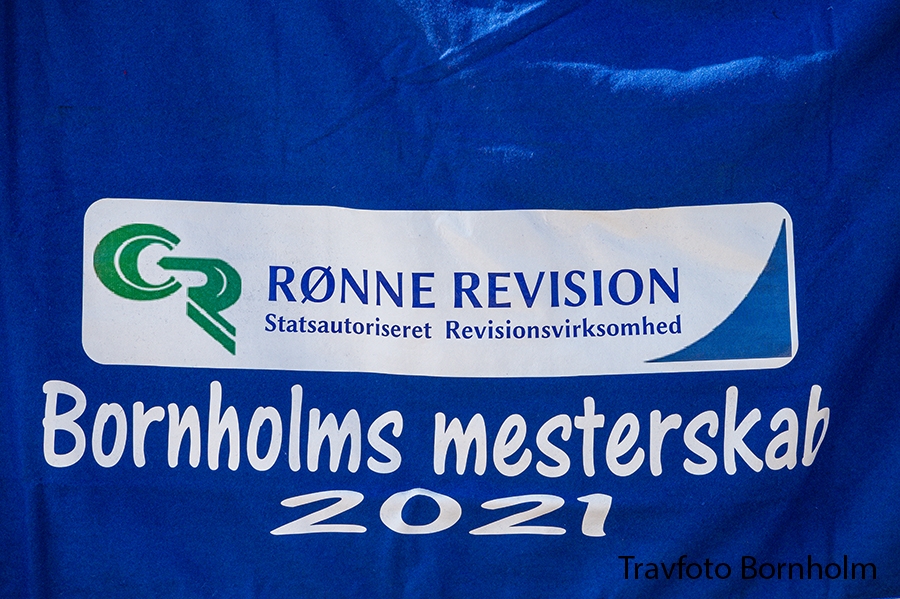 RØNNE REVISION
Statsautoriseret Revisionsvirksomhed
Bornholms mesterskab
2021
Travfoto Bornholm